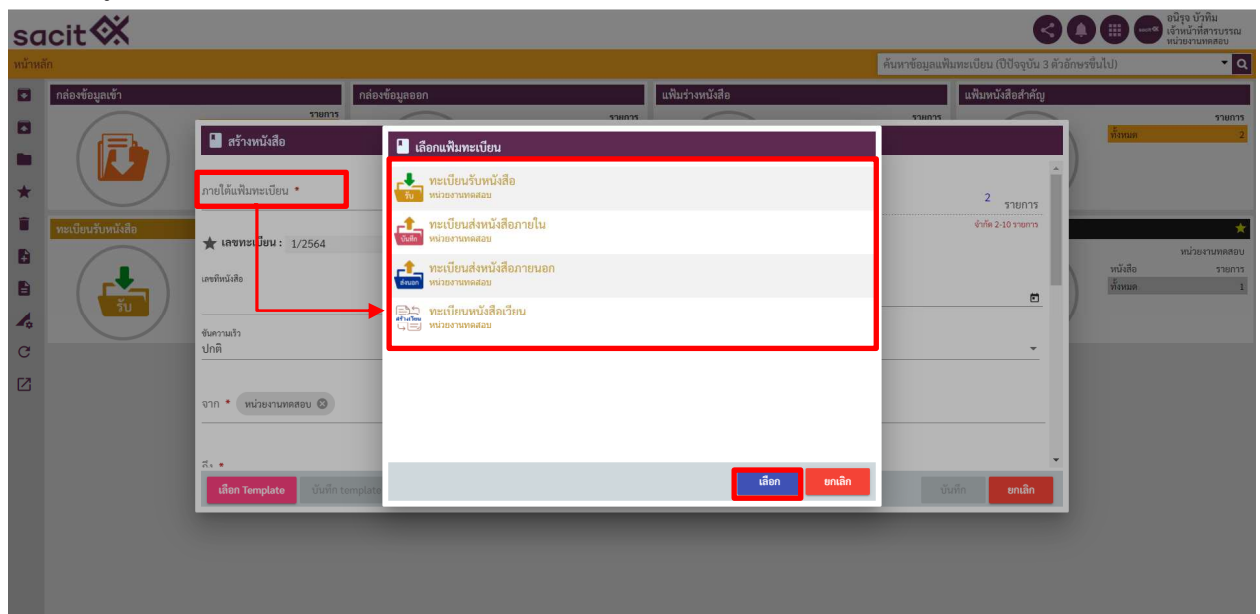 sacit
อนิรุจ บัวทิม
เจ้าหน้าที่สารบรรณ
หน่วยงานทดสอบ
หน้าหลัก
ค้นหาข้อมูลแฟ้มทะเบียน (ปีปัจจุบัน 3 ตัวอักษรขึ้นไป)
กล่องข้อมูลเข้า
กล่องข้อมูลออก
แฟ้มร่างหนังสือ
แฟ้มหนังสือสำคัญ
รายการ
รายการ
รายการ
รายการ
ทั้งหมด 2
สร้างหนังสือ
เลือกแฟ้มทะเบียน
ภายใต้แฟ้มทะเบียน *
รับ
ทะเบียนรับหนังสือ
หน่วยงานทดสอบ
2 รายการ
จำกัด 2-10 รายการ
บันทึก
ทะเบียนส่งหนังสือภายใน
หน่วยงานทดสอบ
ทะเบียนรับหนังสือ
เลขทะเบียน : 1/2564
หน่วยงานทดสอบ
หนังสือ รายการ
ทั้งหมด 1
ส่งนอก
ทะเบียนส่งหนังสือภายนอก
หน่วยงานทดสอบ
เลขที่หนังสือ
รับ
สร้างเวียน
ทะเบียนหนังสือเวียน
หน่วยงานทดสอบ
ชั้นความเร็ว
ปกติ
จาก * หน่วยงานทดสอบ
ถึง *
เลือก Template
บันทึก template
เลือก
ยกเลิก
บันทึก
ยกเลิก